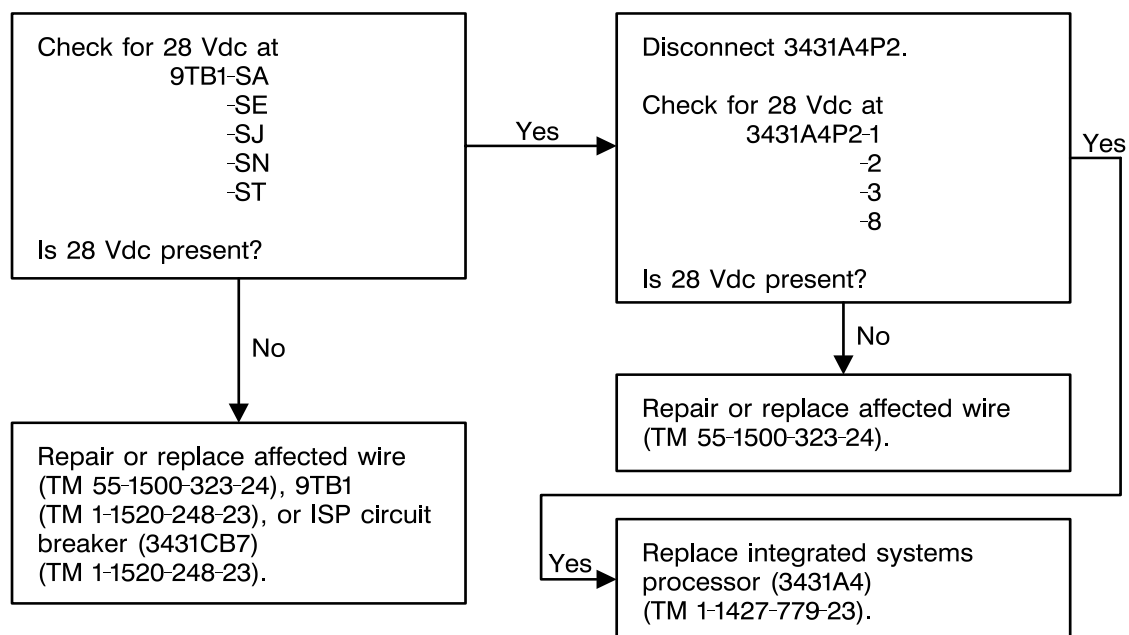 Check for 28 Vdc at
9TB1-SA
-SE
-SJ
-SN
-ST
Is 28 Vdc present?
Yes
Disconnect 3431A4P2.
Check for 28 Vdc at
3431A4P2-1
-2
-3
-8
Is 28 Vdc present?
Yes
No
No
Repair or replace affected wire
(TM 55-1500-323-24).
Repair or replace affected wire
(TM 55-1500-323-24), 9TB1
(TM 1-1520-248-23), or ISP circuit
breaker (3431CB7)
(TM 1-1520-248-23).
Yes
Replace integrated systems
processor (3431A4)
(TM 1-1427-779-23).